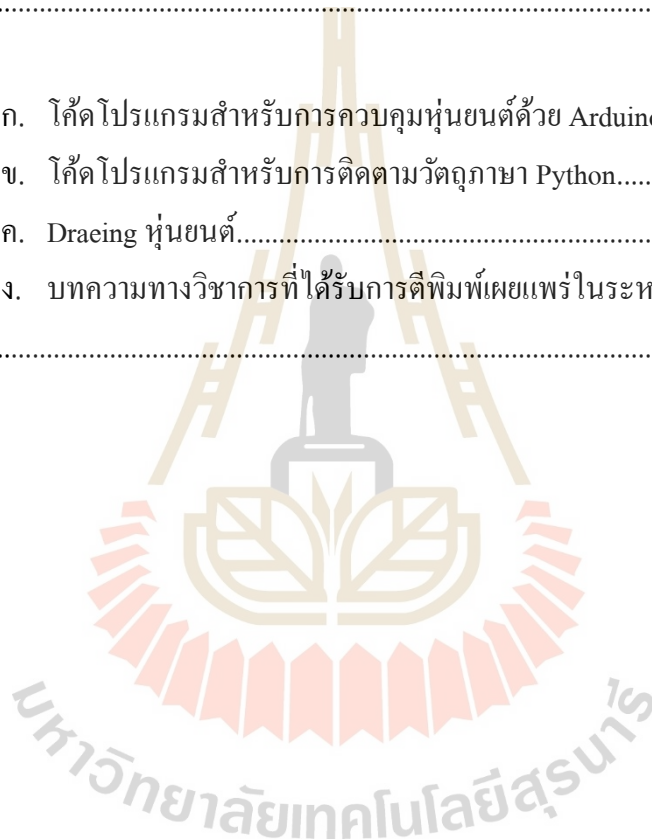 ก. โค้ดโปรแกรมสำหรับการควบคุมหุ่นยนต์ด้วย Arduino
ข. โค้ดโปรแกรมสำหรับการติดตามวัตถุภาษา Python.....
ค. Draeing หุ่นยนต์................................................................
ง. บทความทางวิชาการที่ได้รับการตีพิมพ์เผยแพร่ในระห
มหาวิทยาลัยเทคโนโลยีสุรนารี